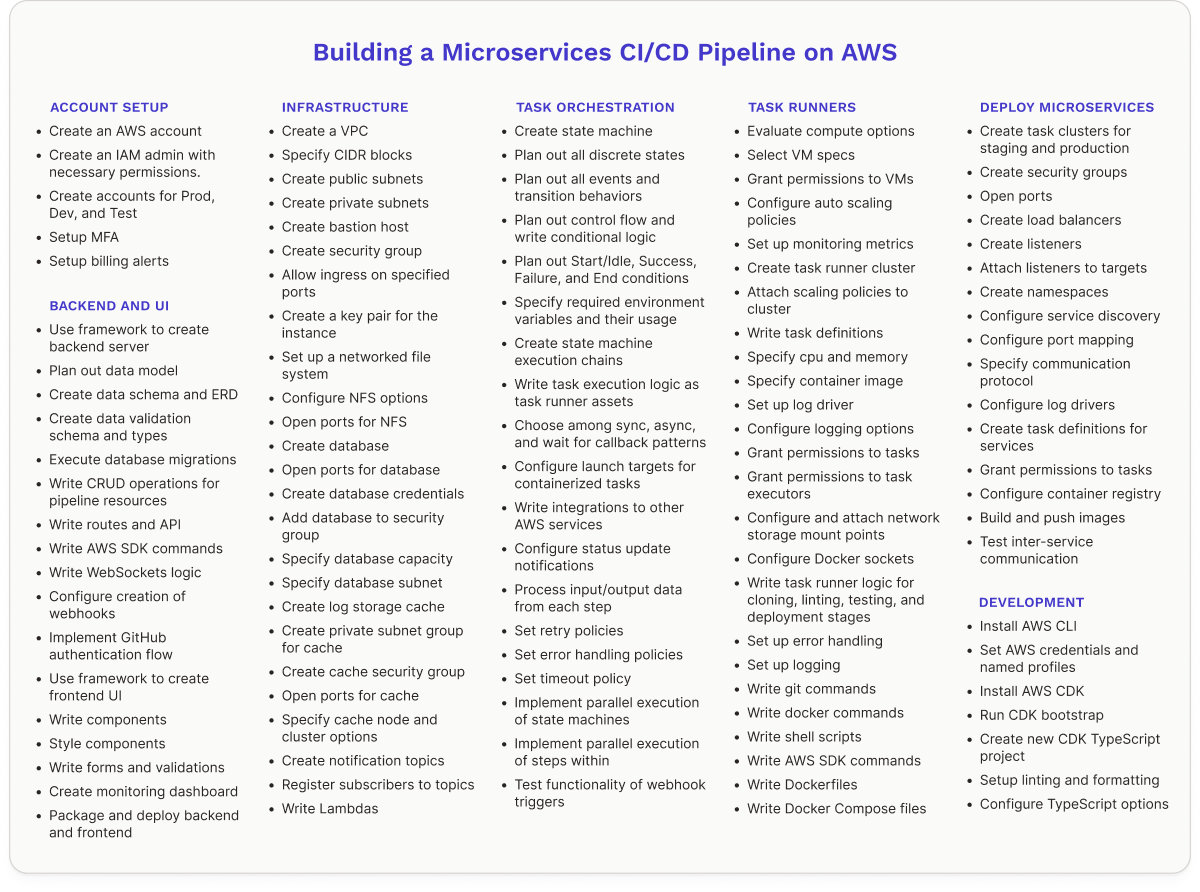 Building a Microservices CI/CD Pipeline on AWS
ACCOUNT SETUP
• Create an AWS account
• Create an IAM admin with
necessary permissions.
• Create accounts for Prod,
Dev, and Test
• Setup MFA
• Setup billing alerts
BACKEND AND UI
• Use framework to create
backend server
• Plan out data model
• Create data schema and ERD
• Create data validation
schema and types
• Execute database migrations
• Write CRUD operations for
pipeline resources
• Write routes and API
• Write AWS SDK commands
• Write WebSockets logic
• Configure creation of
webhooks
• Implement GitHub
authentication flow
• Use framework to create
frontend UI
• Write components
• Style components
• Write forms and validations
• Create monitoring dashboard
• Package and deploy backend
and frontend
INFRASTRUCTURE
• Create a VPC
• Specify CIDR blocks
• Create public subnets
• Create private subnets
• Create bastion host
• Create security group
• Allow ingress on specified
ports
• Create a key pair for the
instance
• Set up a networked file
system
• Configure NFS options
• Open ports for NFS
• Create database
• Open ports for database
• Create database credentials
• Add database to security
group
• Specify database capacity
• Specify database subnet
• Create log storage cache
• Create private subnet group
for cache
• Create cache security group
• Open ports for cache
• Specify cache node and
cluster options
• Create notification topics
• Register subscribers to topics
• Write Lambdas
TASK ORCHESTRATION
• Create state machine
• Plan out all discrete states
• Plan out all events and
transition behaviors
• Plan out control flow and
write conditional logic
• Plan out Start/Idle, Success,
Failure, and End conditions
• Specify required environment
variables and their usage
• Create state machine
execution chains
• Write task execution logic as
task runner assets
• Choose among sync, async,
and wait for callback patterns
• Configure launch targets for
containerized tasks
• Write integrations to other
AWS services
• Configure status update
notifications
• Process input/output data
from each step
• Set retry policies
• Set error handling policies
• Set timeout policy
• Implement parallel execution
of state machines
• Implement parallel execution
of steps within
• Test functionality of webhook
triggers
TASK RUNNERS
• Evaluate compute options
• Select VM specs
• Grant permissions to VMs
• Configure auto scaling
policies
• Set up monitoring metrics
• Create task runner cluster
• Attach scaling policies to
cluster
• Write task definitions
• Specify cpu and memory
• Specify container image
• Set up log driver
• Configure logging options
• Grant permissions to tasks
• Grant permissions to task
executors
• Configure and attach network
storage mount points
• Configure Docker sockets
• Write task runner logic for
cloning, linting, testing, and
deployment stages
• Set up error handling
• Set up logging
• Write git commands
• Write docker commands
• Write shell scripts
• Write AWS SDK commands
• Write Dockerfiles
• Write Docker Compose files
DEPLOY MICROSERVICES
• Create task clusters for
staging and production
• Create security groups
• Open ports
• Create load balancers
• Create listeners
• Attach listeners to targets
• Create namespaces
• Configure service discovery
• Configure port mapping
• Specify communication
protocol
• Configure log drivers
• Create task definitions for
services
• Grant permissions to tasks
• Configure container registry
• Build and push images
• Test inter-service
communication
DEVELOPMENT
• Install AWS CLI
• Set AWS credentials and
named profiles
• Install AWS CDK
• Run CDK bootstrap
• Create new CDK TypeScript
project
• Setup linting and formatting
• Configure TypeScript options